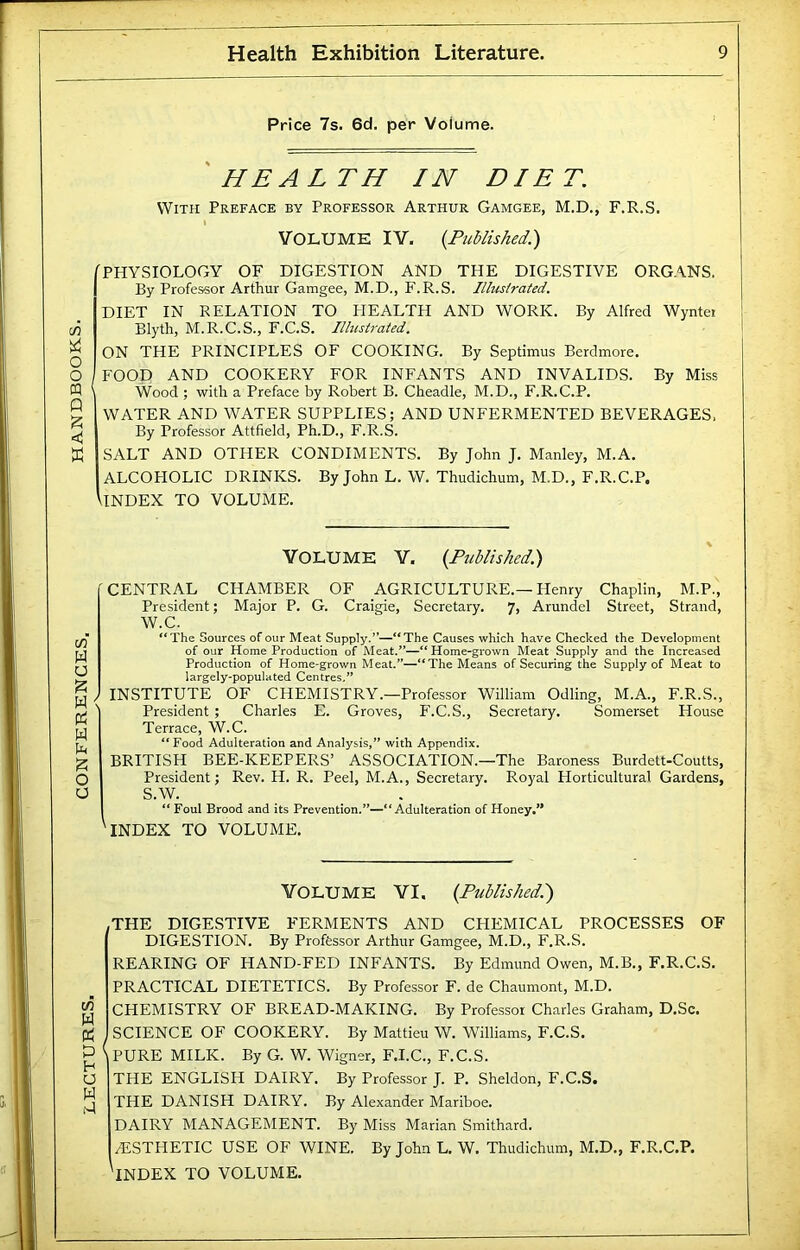 Health Exhibition Literature. 9
Price 7s. 6d. per Volume.
HEALTH IN DIET.
WITH PREFACE BY PROFESSOR ARTHUR GAMGEE, M.D., F.R.S.
VOLUME IV. (Published.)
HANDBOOKS.
PHYSIOLOGY OF DIGESTION AND THE DIGESTIVE ORGANS.
By Professor Arthur Gamgee, M.D., F.R.S. Illustrated.
DIET IN RELATION TO HEALTH AND WORK. By Alfred Wynter
Blyth, M.R.C.S., F.C.S. Illustrated.
ON THE PRINCIPLES OF COOKING. By Septimus Berdmore.
FOOD AND COOKERY FOR INFANTS AND INVALIDS. By Miss
Wood ; with a Preface by Robert B. Cheadle, M.D., F.R.C.P.
WATER AND WATER SUPPLIES; AND UNFERMENTED BEVERAGES,
By Professor Attfield, Ph.D., F.R.S.
SALT AND OTHER CONDIMENTS. By John J. Manley, M.A.
ALCOHOLIC DRINKS. By John L. W. Thudichum, M.D., F.R.C.P.
INDEX TO VOLUME.
VOLUME V. (Published.)
CONFERENCES.
CENTRAL CHAMBER OF AGRICULTURE.—Henry Chaplin, M.P.,
President; Major P. G. Craigie, Secretary. 7, Arundel Street, Strand,
W.C.
"The Sources of our Meat Supply."—"The Causes which have Checked the Development
of our Home Production of Meat."—"Home-grown Meat Supply and the Increased
Production of Home-grown Meat."—"The Means of Securing the Supply of Meat to
largely-populated Centres."
INSTITUTE OF CHEMISTRY.—Professor William Odling, M.A., F.R.S.,
President ; Charles E. Groves, F.C.S., Secretary. Somerset House
Terrace, W.C.
"Food Adulteration and Analysis," with Appendix.
BRITISH BEE-KEEPERS' ASSOCIATION.—The Baroness Burdett-Coutts,
President; Rev. H. R. Peel, M.A., Secretary. Royal Horticultural Gardens,
S.W.
"Foul Brood and its Prevention."—"Adulteration of Honey."
INDEX TO VOLUME.
VOLUME VI. (Published.)
LECTURES.
THE DIGESTIVE FERMENTS AND CHEMICAL PROCESSES OF
DIGESTION. By Professor Arthur Gamgee, M.D., F.R.S.
REARING OF HAND-FED INFANTS. By Edmund Owen, M.B., F.R.C.S.
PRACTICAL DIETETICS. By Professor F. de Chaumont, M.D.
CHEMISTRY OF BREAD-MAKING. By Professor Charles Graham, D.Sc.
SCIENCE OF COOKERY. By Mattieu W. Williams, F.C.S.
PURE MILK. By G. W. Wigner, F.I.C., F.C.S.
THE ENGLISH DAIRY. By Professor J. P. Sheldon, F.C.S.
THE DANISH DAIRY. By Alexander Mariboe.
DAIRY MANAGEMENT. By Miss Marian Smithard.
ÆSTHETIC USE OF WINE. By John L. W. Thudichum, M.D., F.R.C.P.
INDEX TO VOLUME.